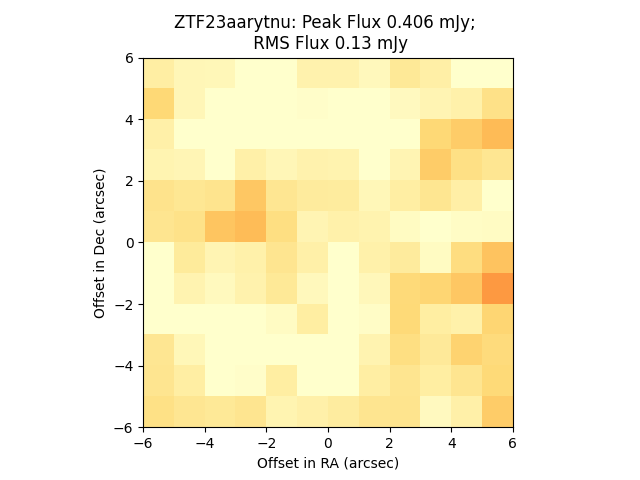 ZTF23aarytnu: Peak Flux 0.406 mJy;
RMS Flux 0.13 mJy
6
4
2
0
−2
−4
−6
Offset in Dec (arcsec)
−6 −4 −2 0 2 4 6
Offset in RA (arcsec)